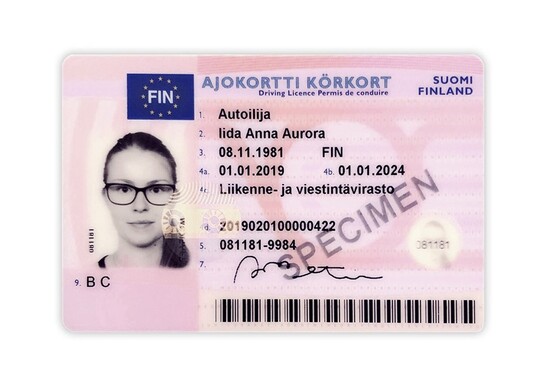 FIN
AJOKORTTI KÖRKORT
Driving Licence Permis de conduire
SUOMI
FINLAND
1. Autoilija
2. Iida Anna Aurora
3. 08.11.1981 FIN
4a. 01.01.2019 4b. 01.01.2024
4c. Liikenne- ja viestintävirasto
4d. 2019020100000422
5. 081181-9984
7.
SPECIMEN
081181
081181
9. B C